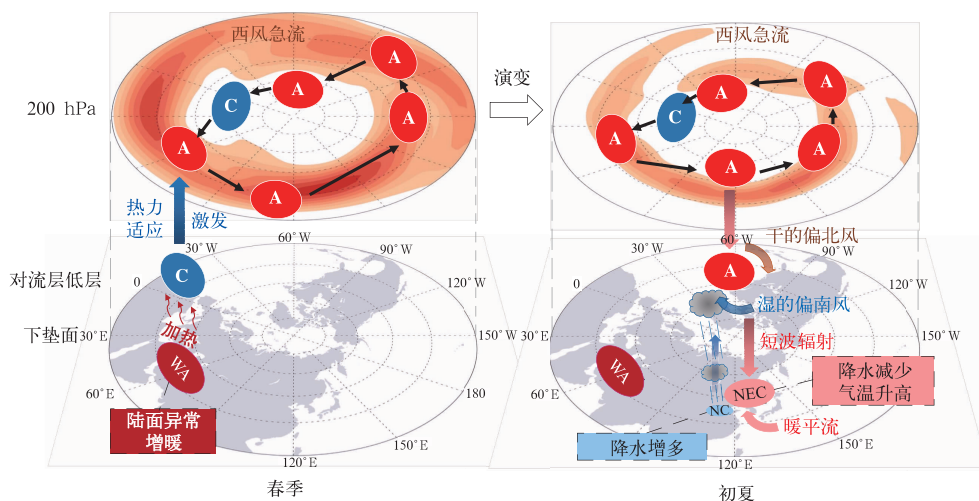 西风急流
200 hPa
A
A
C
A
A
A
热力
适应
激发
60°W
30°W
90°W
0
120°W
对流层低层
C
加热
下垫面
30°E
150°W
WA
60°E
180
陆面异常
增暖
150°E
120°E
春季
演变
西风急流
A
A
C
A
A
A
60°W
干的偏北风
30°W
90°W
A
0
120°W
湿的偏南风
30°E
150°W
短波辐射
WA
降水减少
气温升高
60°E
NEC
NC
暖平流
降水增多
150°E
120°E
初夏